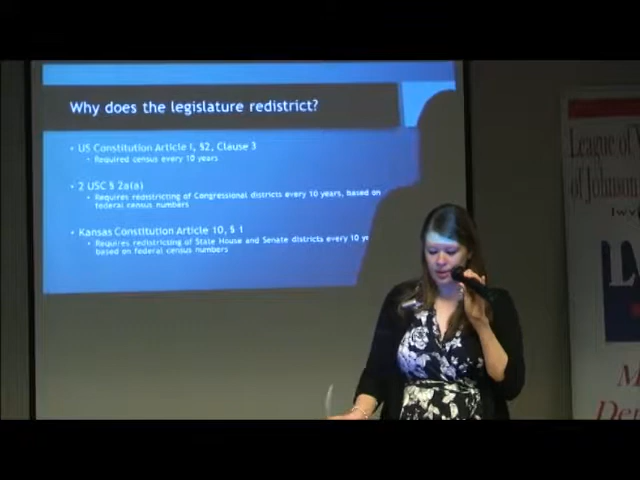 Why does the legislature redistrict?
• US Constitution Article I, §2, Clause 3
• Required census every 10 years
• 2 USC § 2a(a)
• Requires redistricting of Congressional districts every 10 years, based on
federal census numbers
• Kansas Constitution Article 10, § 1
• Requires redistricting of State House and Senate districts every 10 ye
based on federal census numbers
League of
of Johnson